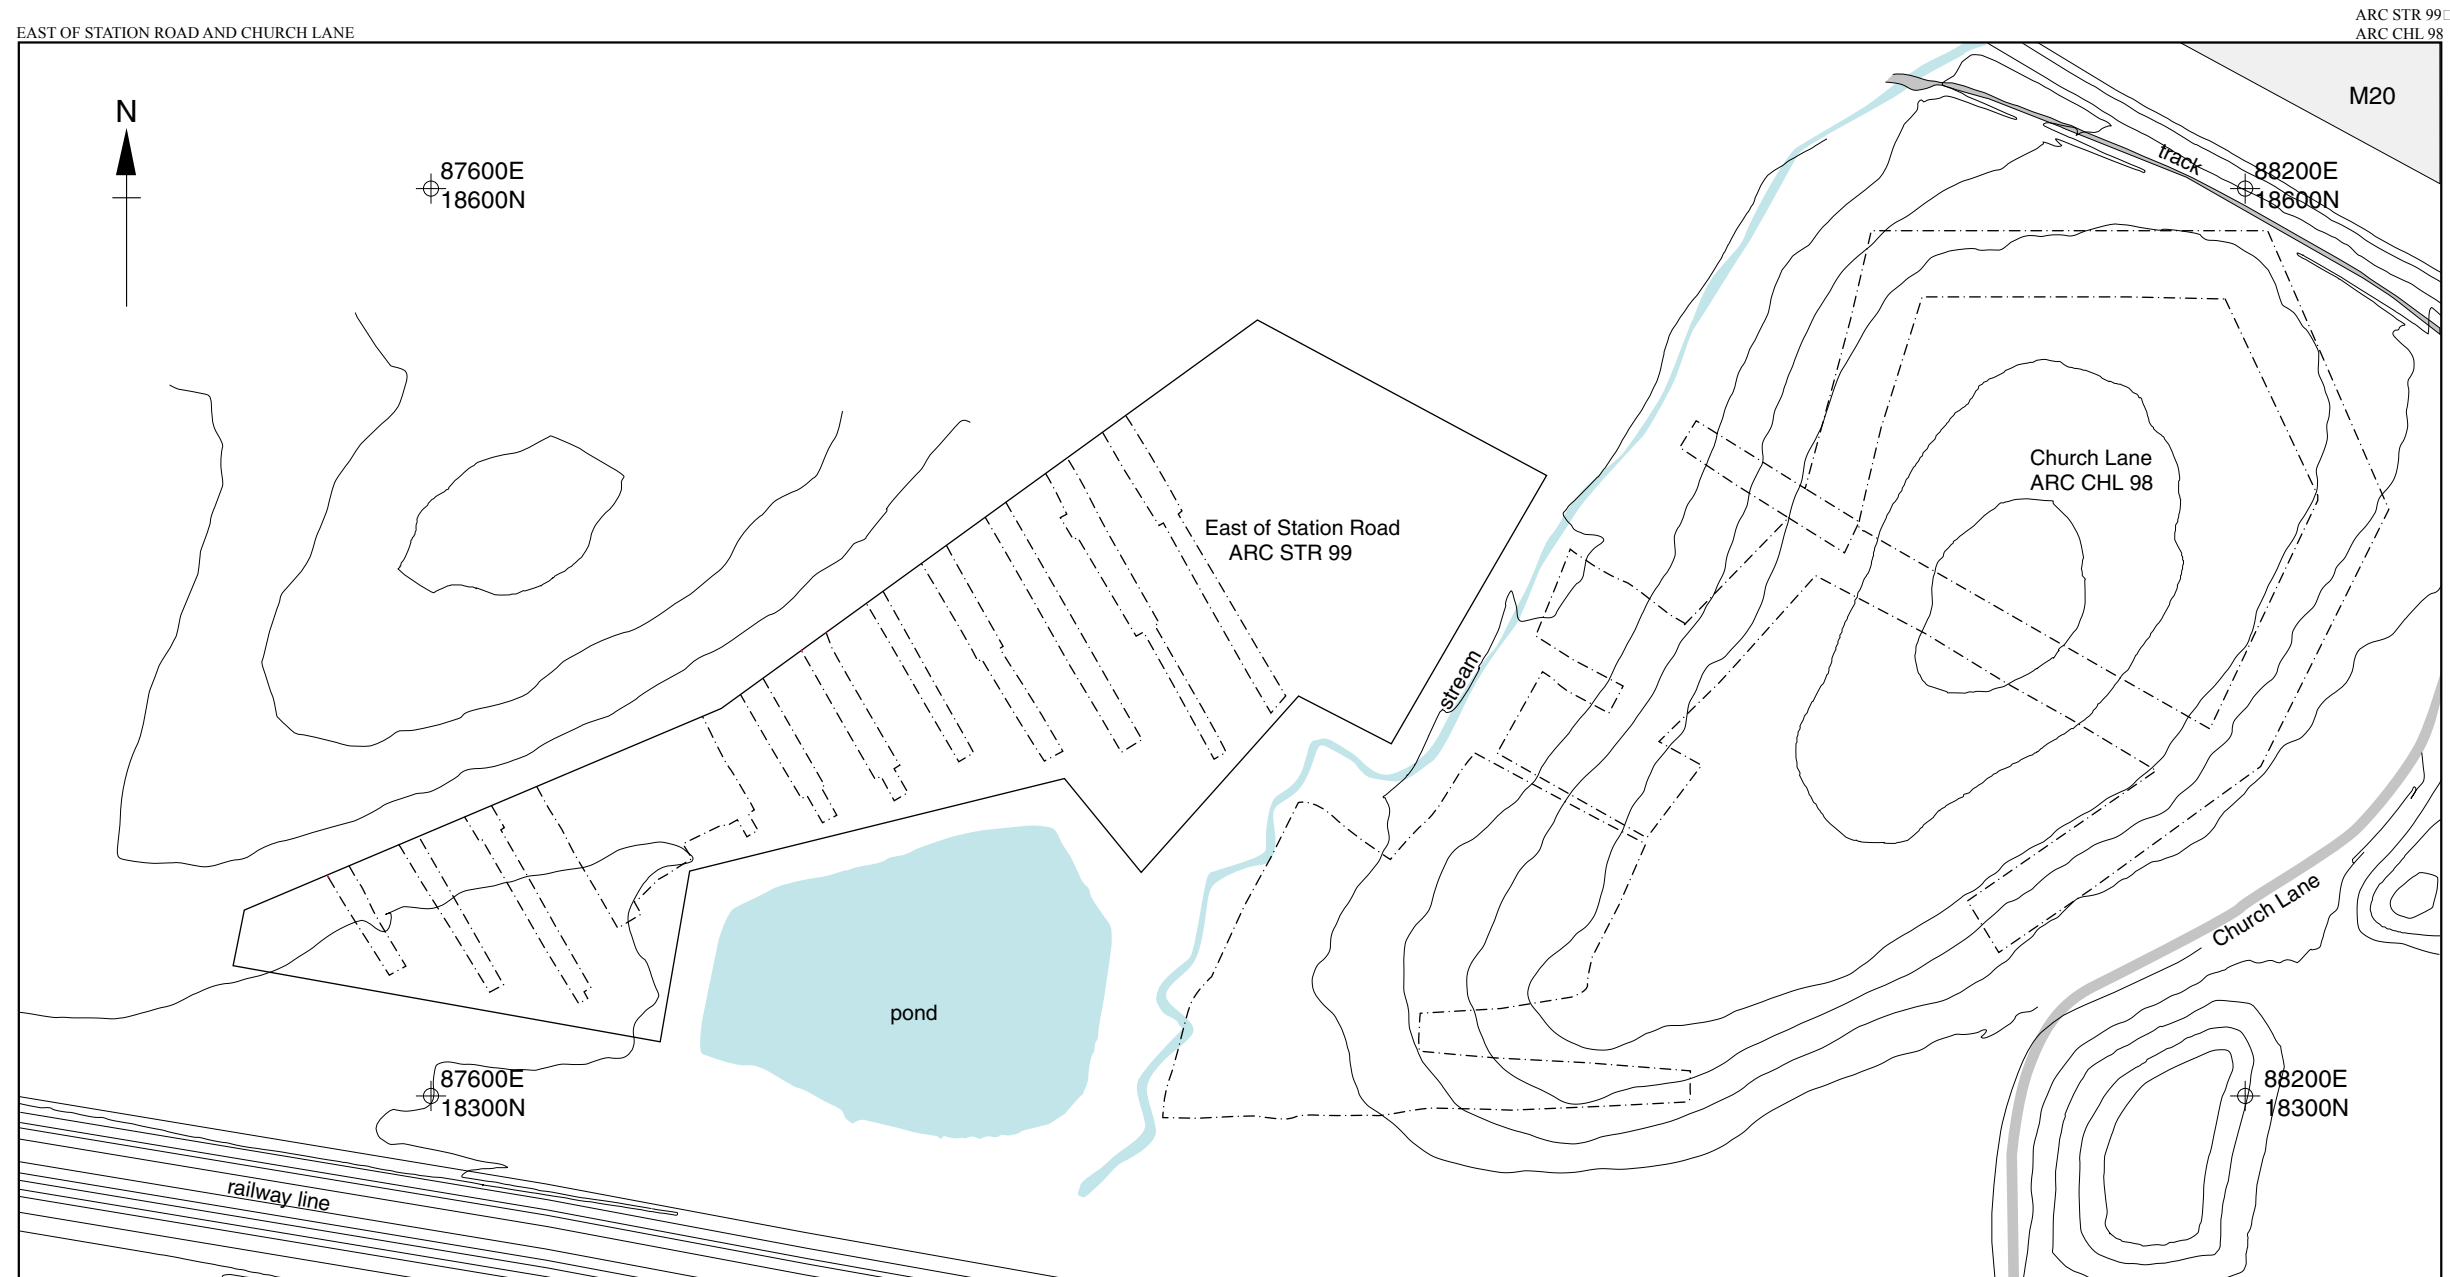 ARC STR 99
EAST OF STATION ROAD AND CHURCH LANE
ARC CHL 98
M20
N
track
87600E
18600N
88200E
18600N
Church Lane
ARC CHL 98
East of Station Road
ARC STR 99
stream
Church Lane
pond
87600E
18300N
88200E
18300N
railway line